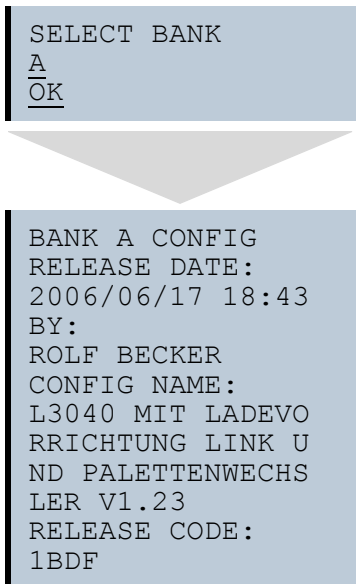 SELECT BANK
A
OK
BANK A CONFIG
RELEASE DATE:
2006/06/17 18:43
BY:
ROLF BECKER
CONFIG NAME:
L3040 MIT LADEVO
RRICHTUNG LINK U
ND PALETTENWECHS
LER V1.23
RELEASE CODE:
1BDF